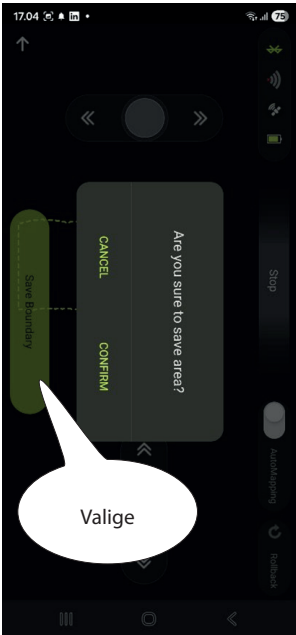 17.04
75
Are you sure to save area?
CANCEL
CONFIRM
Save Boundary
Stop
AutoMapping
Rollback
Valige